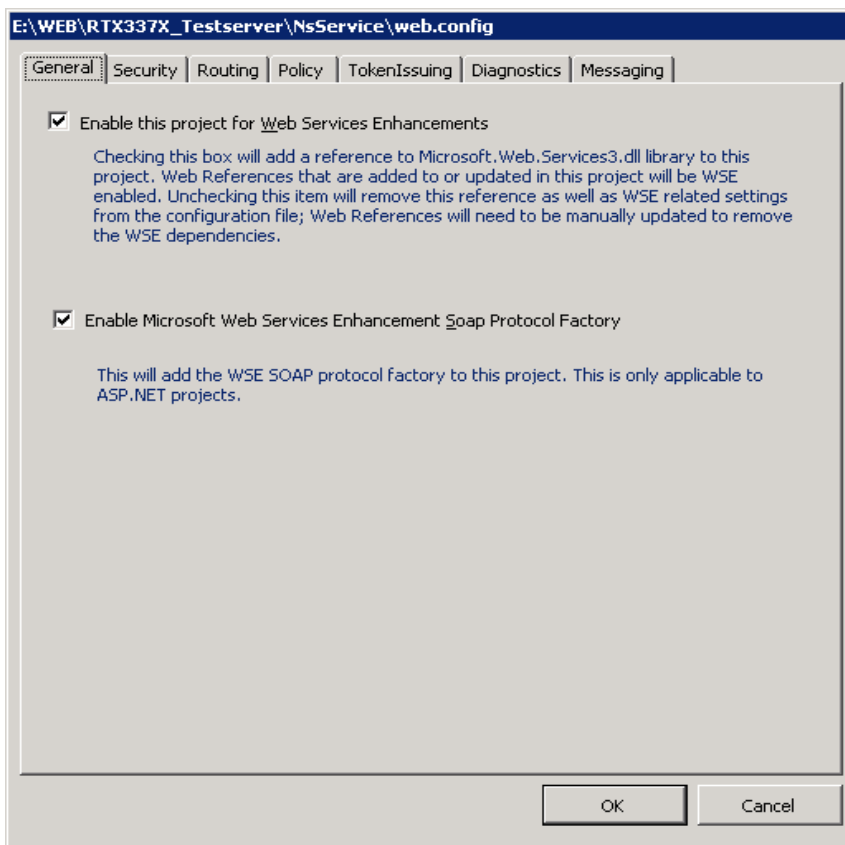 E:\WEB\RTX337X_Testserver\NsService\web.config
General Security Routing Policy TokenIssuing Diagnostics Messaging
Enable this project for Web Services Enhancements
Checking this box will add a reference to Microsoft.Web.Services3.dll library to this
project. Web References that are added to or updated in this project will be WSE
enabled. Unchecking this item will remove this reference as well as WSE related settings
from the configuration file; Web References will need to be manually updated to remove
the WSE dependencies.
Enable Microsoft Web Services Enhancement Soap Protocol Factory
This will add the WSE SOAP protocol factory to this project. This is only applicable to
ASP.NET projects.
OK Cancel